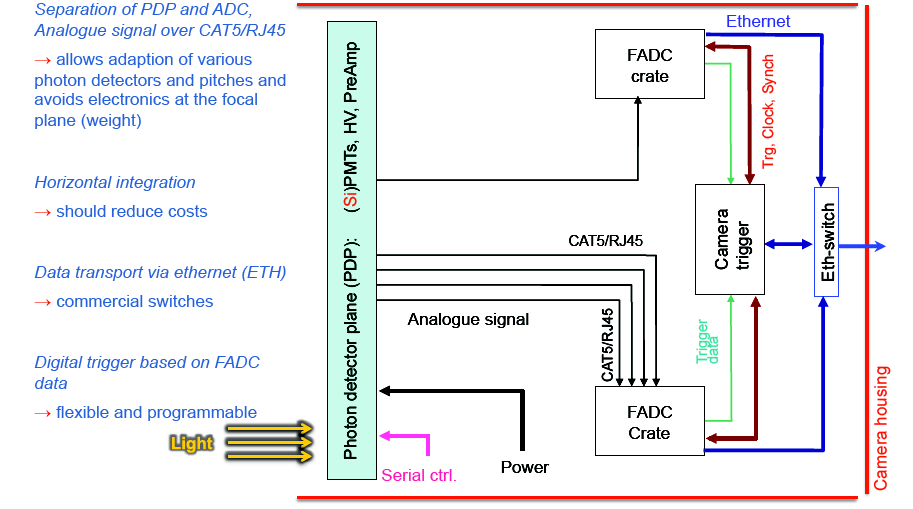 Separation of PDP and ADC,
Analogue signal over CAT5/RJ45
→ allows adaption of various
photon detectors and pitches and
avoids electronics at the focal
plane (weight)
Horizontal integration
→ should reduce costs
Data transport via ethernet (ETH)
→ commercial switches
Digital trigger based on FADC
data
→ flexible and programmable
Light
Photon detector plane (PDP): (Si)PMTs, HV, PreAmp
Ethernet
FADC
crate
Trg, Clock, Synch
Camera
trigger
Eth-switch
CAT5/RJ45
Analogue signal
CAT5/RJ45
Trigger
data
FADC
Crate
Power
Serial ctrl.
Camera housing